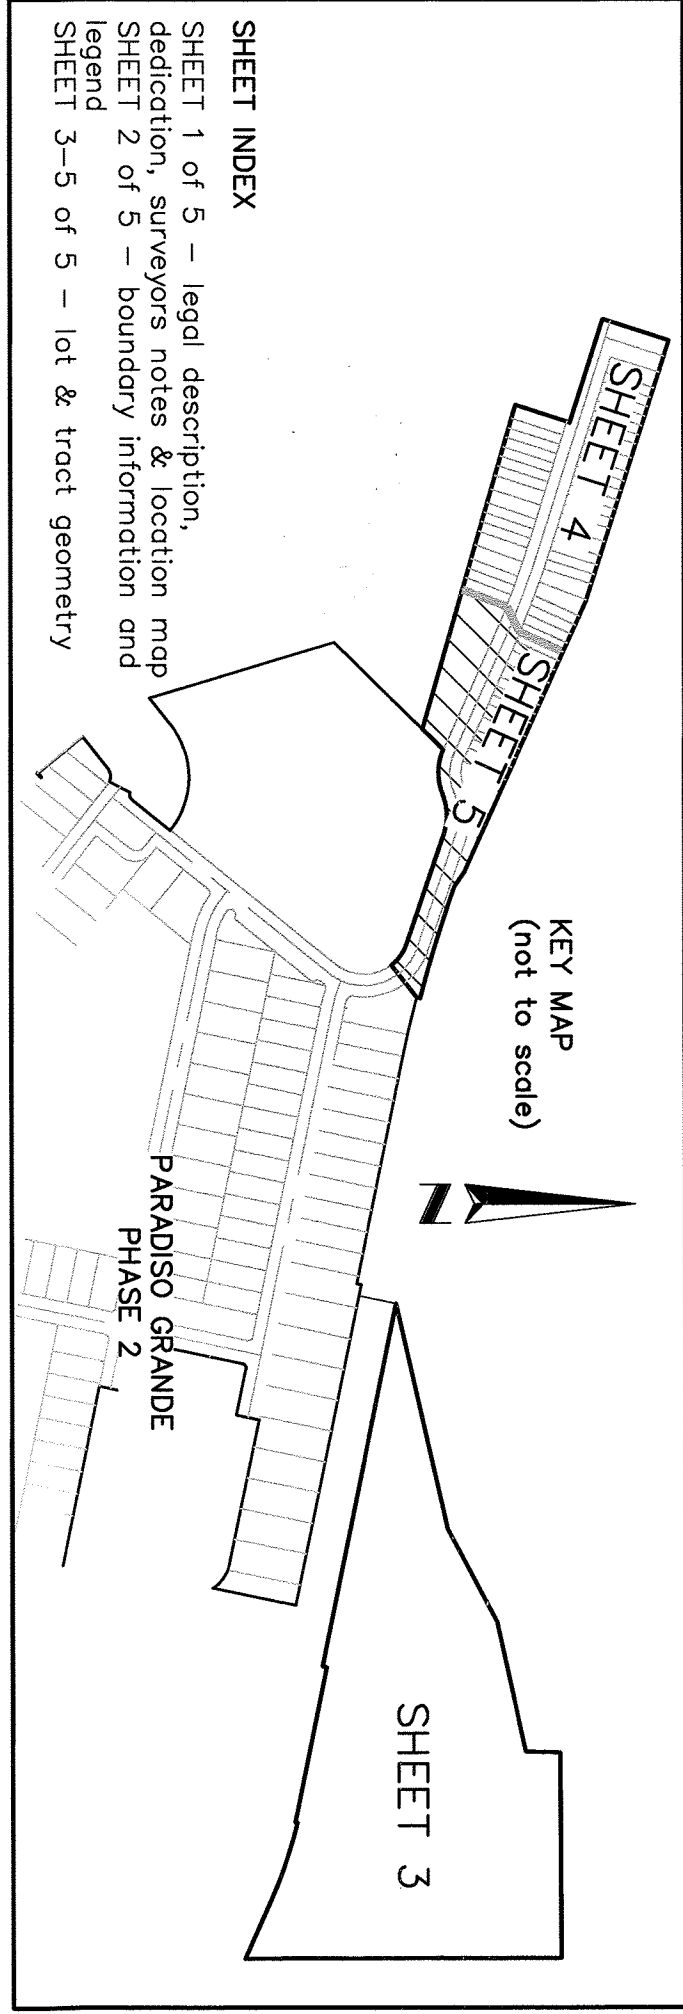 SHEET INDEX
SHEET 1 of 5 – legal description,
dedication, surveyors notes & location map
SHEET 2 of 5 – boundary information and
legend
SHEET 3–5 of 5 – lot & tract geometry
SHEET 4
SHEET 5
KEY MAP
(not to scale)
N
PARADISO GRANDE
PHASE 2
SHEET 3